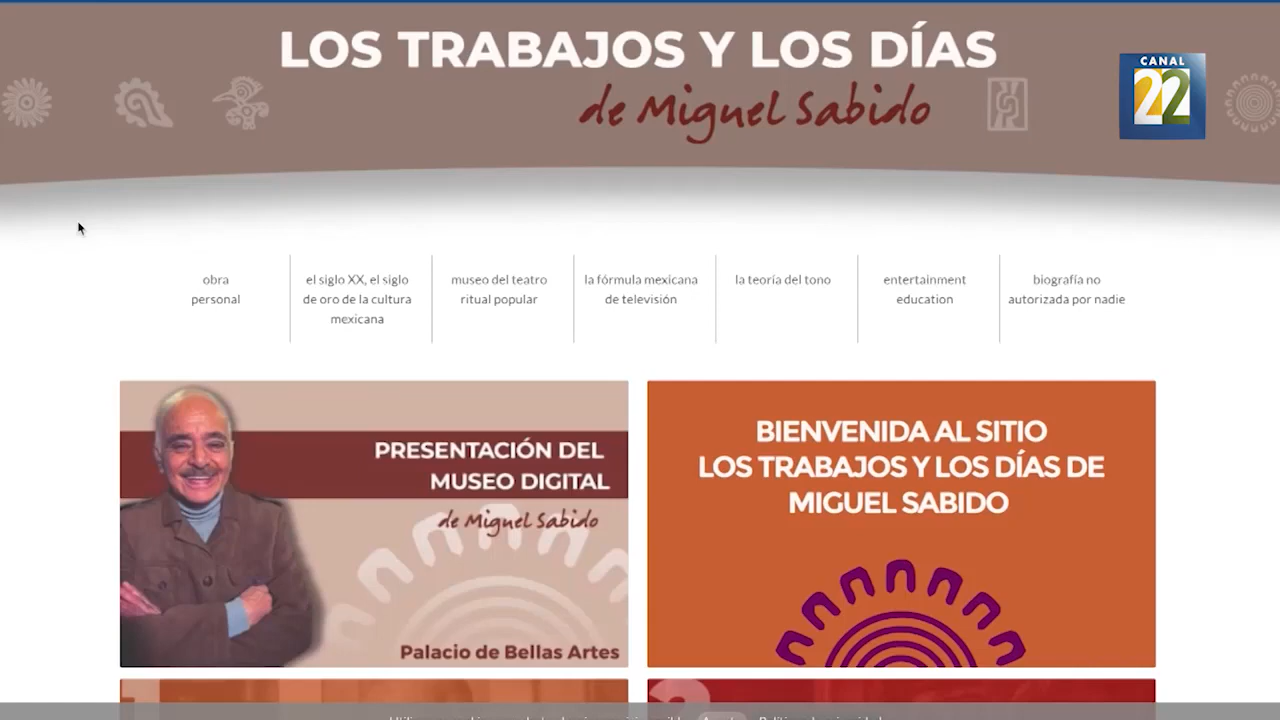 LOS TRABAJOS Y LOS DÍAS
de Miguel Sabido
CANAL
22
obra
personal
el siglo XX, el siglo
de oro de la cultura
mexicana
museo del teatro
ritual popular
la fórmula mexicana
de televisión
la teoría del tono
entertainment
education
biografía no
autorizada por nadie
PRESENTACIÓN DEL
MUSEO DIGITAL
de Miguel Sabido
Palacio de Bellas Artes
BIENVENIDA AL SITIO
LOS TRABAJOS Y LOS DÍAS DE
MIGUEL SABIDO